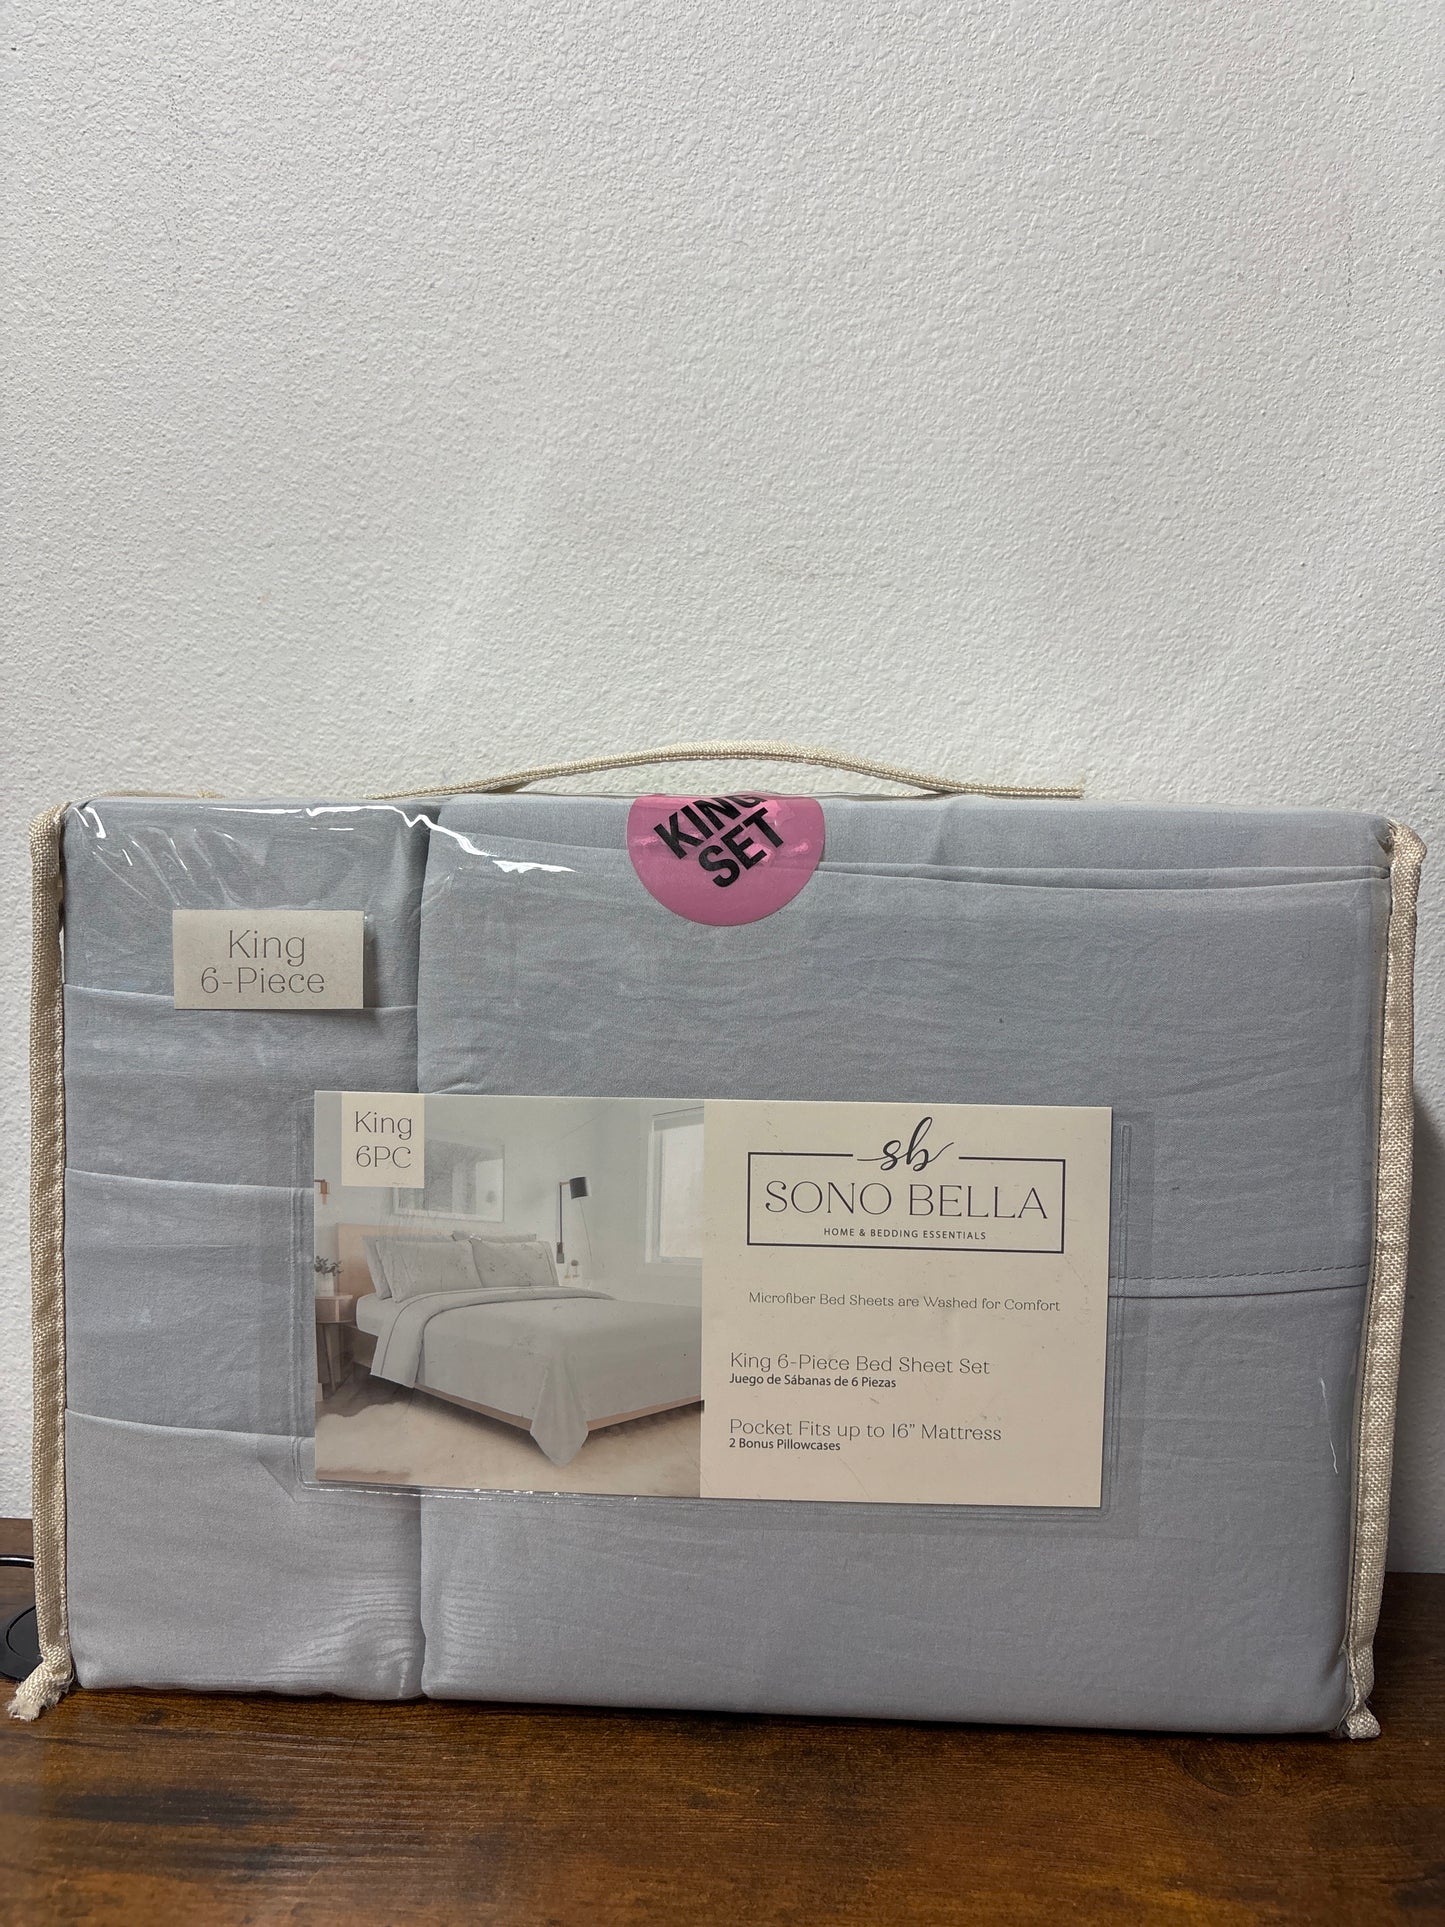 KING
SET
King
6-Piece
King
6PC
sb
SONO BELLA
HOME & BEDDING ESSENTIALS
Microfiber Bed Sheets are Washed for Comfort
King 6-Piece Bed Sheet Set
Juego de Sábanas de 6 Piezas
Pocket Fits up to 16" Mattress
2 Bonus Pillowcases